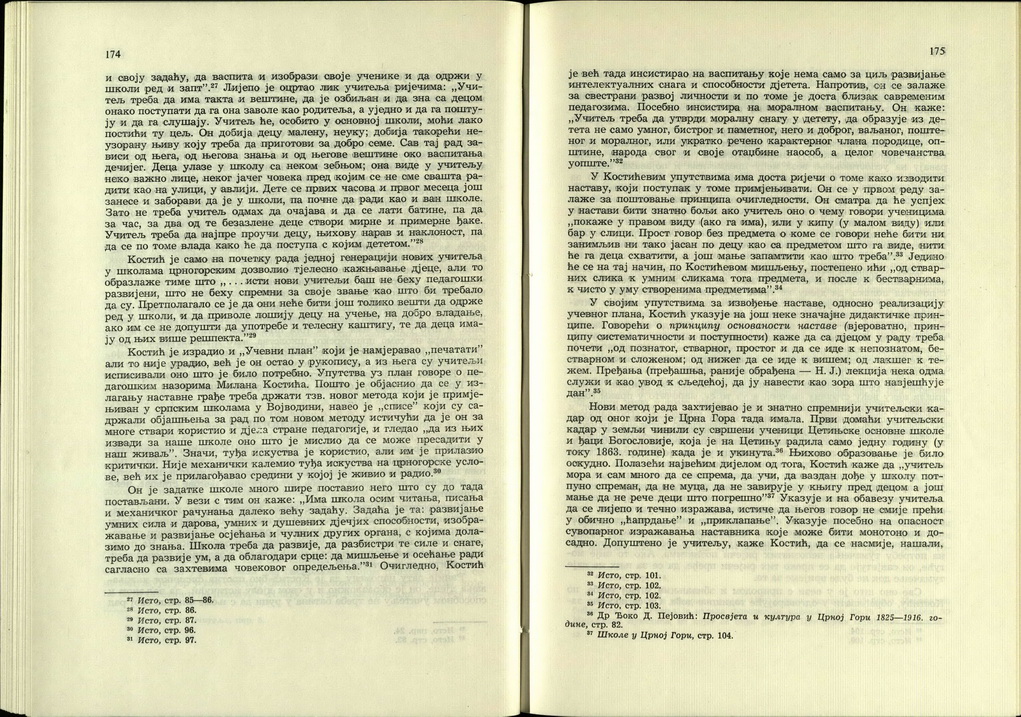 174
и своју задаћу, да васпита и изобрази своје ученике и да одржи у
школи ред и запт”.²⁷ Лијепо је оцртао лик учитеља ријечима: „Учи-
тељ треба да има такта и вештине, да је озбиљан и да зна са децом
онако поступати да га она заволе као родитеља, а уједно и да га пошту-
ју и да га слушају. Учитељ ће, особито у основној школи, моћи лако
постићи ту цељ. Он добија децу малену, неуку; добија такорећи не-
узорану њиву коју треба да приготови за добро семе. Сав тај рад за-
виси од њега, од његова знања и од његове вештине око васпитања
дечијег. Деца улазе у школу са неком зебњом; она виде у учитељу
неко важно лице, неког јачег човека пред којим се не сме свашта ра-
дити као на улици, у авлији. Дете се првих часова и првог месеца још
занесе и заборави да је у школи, па почне да ради као и ван школе.
Зато не треба учитељ одмах да очајава и да се лати батине, па да
за час, за два од те безазлене деце створи мирне и примерне ђаке.
Учитељ треба да најпре проучи децу, њихову нарав и наклоност, па
да се по томе влада како ће да поступа с којим дететом.”²⁸
Костић је само на почетку рада једној генерацији нових учитеља
у школама црногорским дозволио тјелесно кажњавање дјеце, али то
образлаже тиме што „ . . . исти нови учитељи баш не беху педагошки
развијени, што не беху спремни за своје звање као што би требало
да су. Претполагало се је да они неће бити још толико вешти да одрже
ред у школи, и да приволе лошију децу на учење, на добро владање,
ако им се не допушти да употребе и телесну каштигу, те да деца има-
ју од њих више решпекта.”²⁹
Костић је израдио и „Учевни план” који је намјеравао „печатати”
али то није урадио, већ је он остао у рукопису, а из њега су учитељи
исписивали оно што је било потребно. Упутства уз план говоре о пе-
дагошким назорима Милана Костића. Пошто је објаснио да се у из-
лагању наставне грађе треба држати тзв. новог метода који је примје-
њиван у српским школама у Војводини, навео је „списе” који су са-
држали објашњења за рад по том новом методу истичући да је он за
многе ствари користио и дјела стране педагогије, и гледао „да из њих
извади за наше школе оно што је мислио да се може пресадити у
наш живаљ”. Значи, туђа искуства је користио, али им је прилазио
критички. Није механички калемио туђа искуства на црногорске усло-
ве, већ их је прилагођавао средини у којој је живио и радио.³⁰
Он је задатке школе много шире поставио него што су до тада
постављани. У вези с тим он каже: „Има школа осим читања, писања
и механичког рачунања далеко већу задаћу. Задаћа је та: развијање
умних сила и дарова, умних и душевних дјечјих способности, изобра-
жавање и развијање осјећања и чулних других органа, с којима дола-
зимо до знања. Школа треба да развије, да разбистри те силе и снаге,
треба да развије ум, а да облагодари срце: да мишљење и осећање ради
сагласно са захтевима човековог опредељења.”³¹ Очигледно, Костић
²⁷ Исто, стр. 85—86.
²⁸ Исто, стр. 86.
²⁹ Исто, стр. 87.
³⁰ Исто, стр. 96.
³¹ Исто, стр. 97.
175
је већ тада инсистирао на васпитању које нема само за циљ развијање
интелектуалних снага и способности дјетета. Напротив, он се залаже
за свестрани развој личности и по томе је доста близак савременим
педагозима. Посебно инсистира на моралном васпитању. Он каже:
„Учитељ треба да утврди моралну снагу у детету, да образује из де-
тета не само умног, бистрог и паметног, него и доброг, ваљаног, поште-
ног и моралног, или укратко речено карактерног члана породице, оп-
штине, народа свог и своје отаџбине наособ, а целог човечанства
уопште.”³²
У Костићевим упутствима има доста ријечи о томе како изводити
наставу, који поступак у томе примјењивати. Он се у првом реду за-
лаже за поштовање принципа очигледности. Он сматра да ће успјех
у настави бити знатно бољи ако учитељ оно о чему говори ученицима
„покаже у правом виду (ако га има), или у кипу (у малом виду) или
бар у слици. Прост говор без предмета о коме се говори неће бити ни
занимљив ни тако јасан по децу као са предметом што га виде, нити
ће га деца схватити, а још мање запамтити као што треба”.³³ Једино
ће се на тај начин, по Костићевом мишљењу, постепено ићи „од ствар-
них слика к умним сликама тога предмета, и после к бестварнима,
к чисто у уму створенима предметима”.³⁴
У својим упутствима за извођење наставе, односно реализацију
учевног плана, Костић указује на још неке значајне дидактичке прин-
ципе. Говорећи о принципу основаности наставе (вјероватно, прин-
ципу систематичности и поступности) каже да са дјецом у раду треба
почети „од познатог, стварног, простог и да се иде к непознатом, бе-
стварном и сложеном; од нижег да се иде к вишем; од лакшег к те-
жем. Пређања (пређашња, раније обрађена — Н. Ј.) лекција нека одма
служи и као увод к сљедећој, да ју навести као зора штоназјешћује
дан”.³⁵
Нови метод рада захтијевао је и знатно спремнији учитељски ка-
дар од оног који је Црна Гора тада имала. Први домаћи учитељски
кадар у земљи чинили су свршени ученици Цетињске основне школе
и ђаци Богословије, која је на Цетињу радила само једну годину (у
току 1863. године) када је и укинута.³⁶ Њихово образовање је било
оскудно. Полазећи највећим дијелом од тога, Костић каже да „учитељ
мора и сам много да се спрема, да учи, да ваздан дође у школу пот-
пуно спреман, да не муца, да не завирује у књигу пред децом а још
мање да не рече деци што погрешно”³⁷ Указује и на обавезу учитеља
да се лијепо и течно изражава, истиче да његов говор не смије прећи
у обично „ћапрдање” и „приклапање”. Указује посебно на опасност
сувопарног изражавања наставника које може бити монотоно и до-
садно. Допуштено је учитељу, каже Костић, да се насмије, нашали,
³² Исто, стр. 101.
³³ Исто, стр. 102.
³⁴ Исто, стр. 102.
³⁵ Исто, стр. 103.
³⁶ Др Ђоко Д. Пејовић: Просвјета и култура у Црној Гори 1825—1916. го-
дине, стр. 82.
³⁷ Школе у Црној Гори, стр. 104.